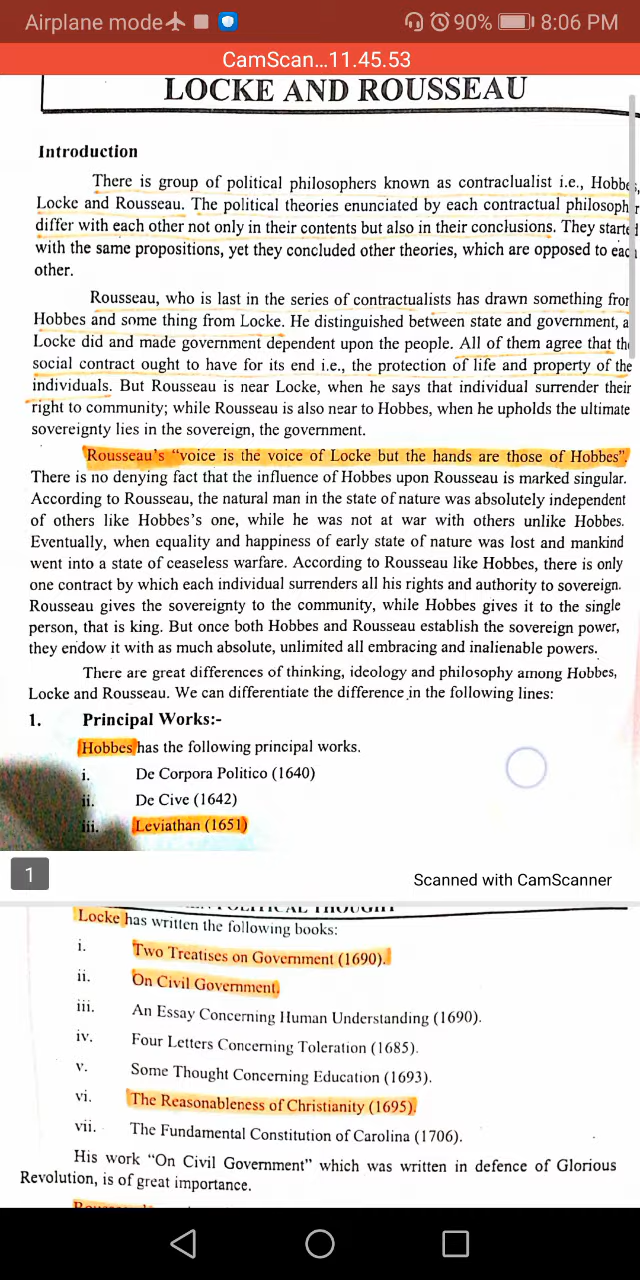 Airplane mode 90% 8:06 PM
CamScan...11.45.53
LOCKE AND ROUSSEAU
Introduction
There is group of political philosophers known as contraclualist i.e., Hobbes,
Locke and Rousseau. The political theories enunciated by each contractual philosoph r
differ with each other not only in their contents but also in their conclusions. They started
with the same propositions, yet they concluded other theories, which are opposed to each
other.
Rousseau, who is last in the series of contractualists has drawn something from
Hobbes and some thing from Locke. He distinguished between state and government, a
Locke did and made government dependent upon the people. All of them agree that the
social contract ought to have for its end i.e., the protection of life and property of the
individuals. But Rousseau is near Locke, when he says that individual surrender their
right to community; while Rousseau is also near to Hobbes, when he upholds the ultimate
sovereignty lies in the sovereign, the government.
Rousseau's "voice is the voice of Locke but the hands are those of Hobbes".
There is no denying fact that the influence of Hobbes upon Rousseau is marked singular.
According to Rousseau, the natural man in the state of nature was absolutely independent
of others like Hobbes's one, while he was not at war with others unlike Hobbes.
Eventually, when equality and happiness of early state of nature was lost and mankind
went into a state of ceaseless warfare. According to Rousseau like Hobbes, there is only
one contract by which each individual surrenders all his rights and authority to sovereign.
Rousseau gives the sovereignty to the community, while Hobbes gives it to the single
person, that is king. But once both Hobbes and Rousseau establish the sovereign power,
they endow it with as much absolute, unlimited all embracing and inalienable powers.
There are great differences of thinking, ideology and philosophy among Hobbes,
Locke and Rousseau. We can differentiate the difference in the following lines:
1. Principal Works:-
Hobbes has the following principal works.
i. De Corpora Politico (1640)
ii. De Cive (1642)
iii. Leviathan (1651)
1
Scanned with CamScanner
POLITICAL THOUGHT
Locke has written the following books:
i. Two Treatises on Government (1690).
ii. On Civil Government.
iii. An Essay Concerning Human Understanding (1690).
iv. Four Letters Concerning Toleration (1685).
v. Some Thought Concerning Education (1693).
vi. The Reasonableness of Christianity (1695).
vii. The Fundamental Constitution of Carolina (1706).
His work "On Civil Government" which was written in defence of Glorious
Revolution, is of great importance.